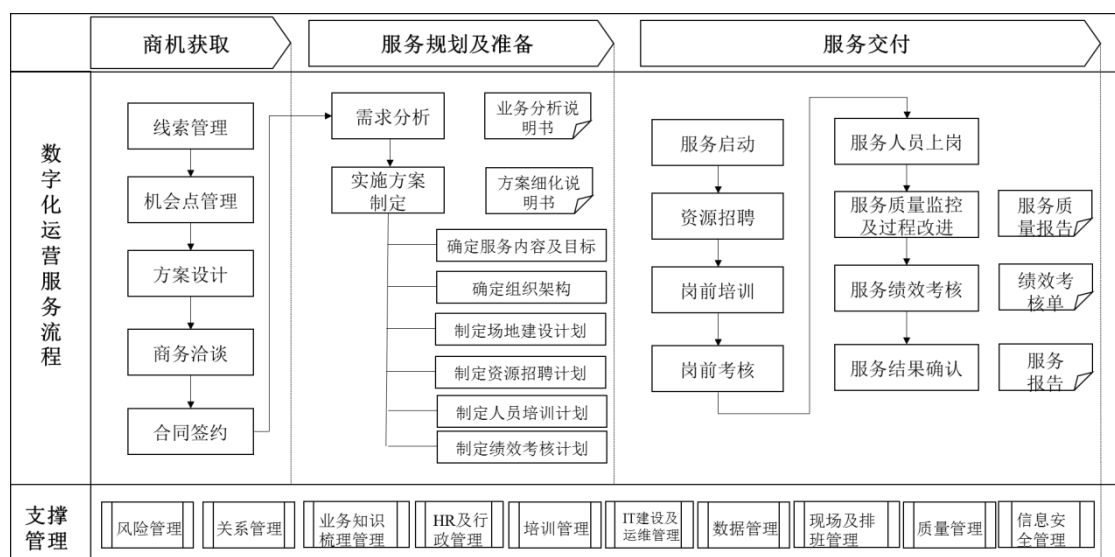 商机获取
服务规划及准备
服务交付
数字化运营服务流程
线索管理
机会点管理
方案设计
商务洽谈
合同签约
需求分析
业务分析说
明书
实施方案
制定
方案细化说
明书
确定服务内容及目标
确定组织架构
制定场地建设计划
制定资源招聘计划
制定人员培训计划
制定绩效考核计划
服务启动
资源招聘
岗前培训
岗前考核
服务人员上岗
服务质量监控
及过程改进
服务质
量报告
服务绩效考核
绩效考
核单
服务结果确认
服务
报告
支撑
管理
风险管理
关系管理
业务知识
梳理管理
HR及行
政管理
培训管理
IT建设及
运维管理
数据管理
现场及排
班管理
质量管理
信息安
全管理